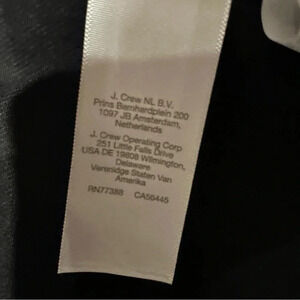 J. Crew NL B.V.
Prins Bernhardplein 200
1097 JB Amsterdam,
Netherlands
J. Crew Operating Corp
251 Little Falls Drive
USA DE 19808 Wilmington,
Delaware
Verenidge Staten Van
Amerika
RN77388 CA56445